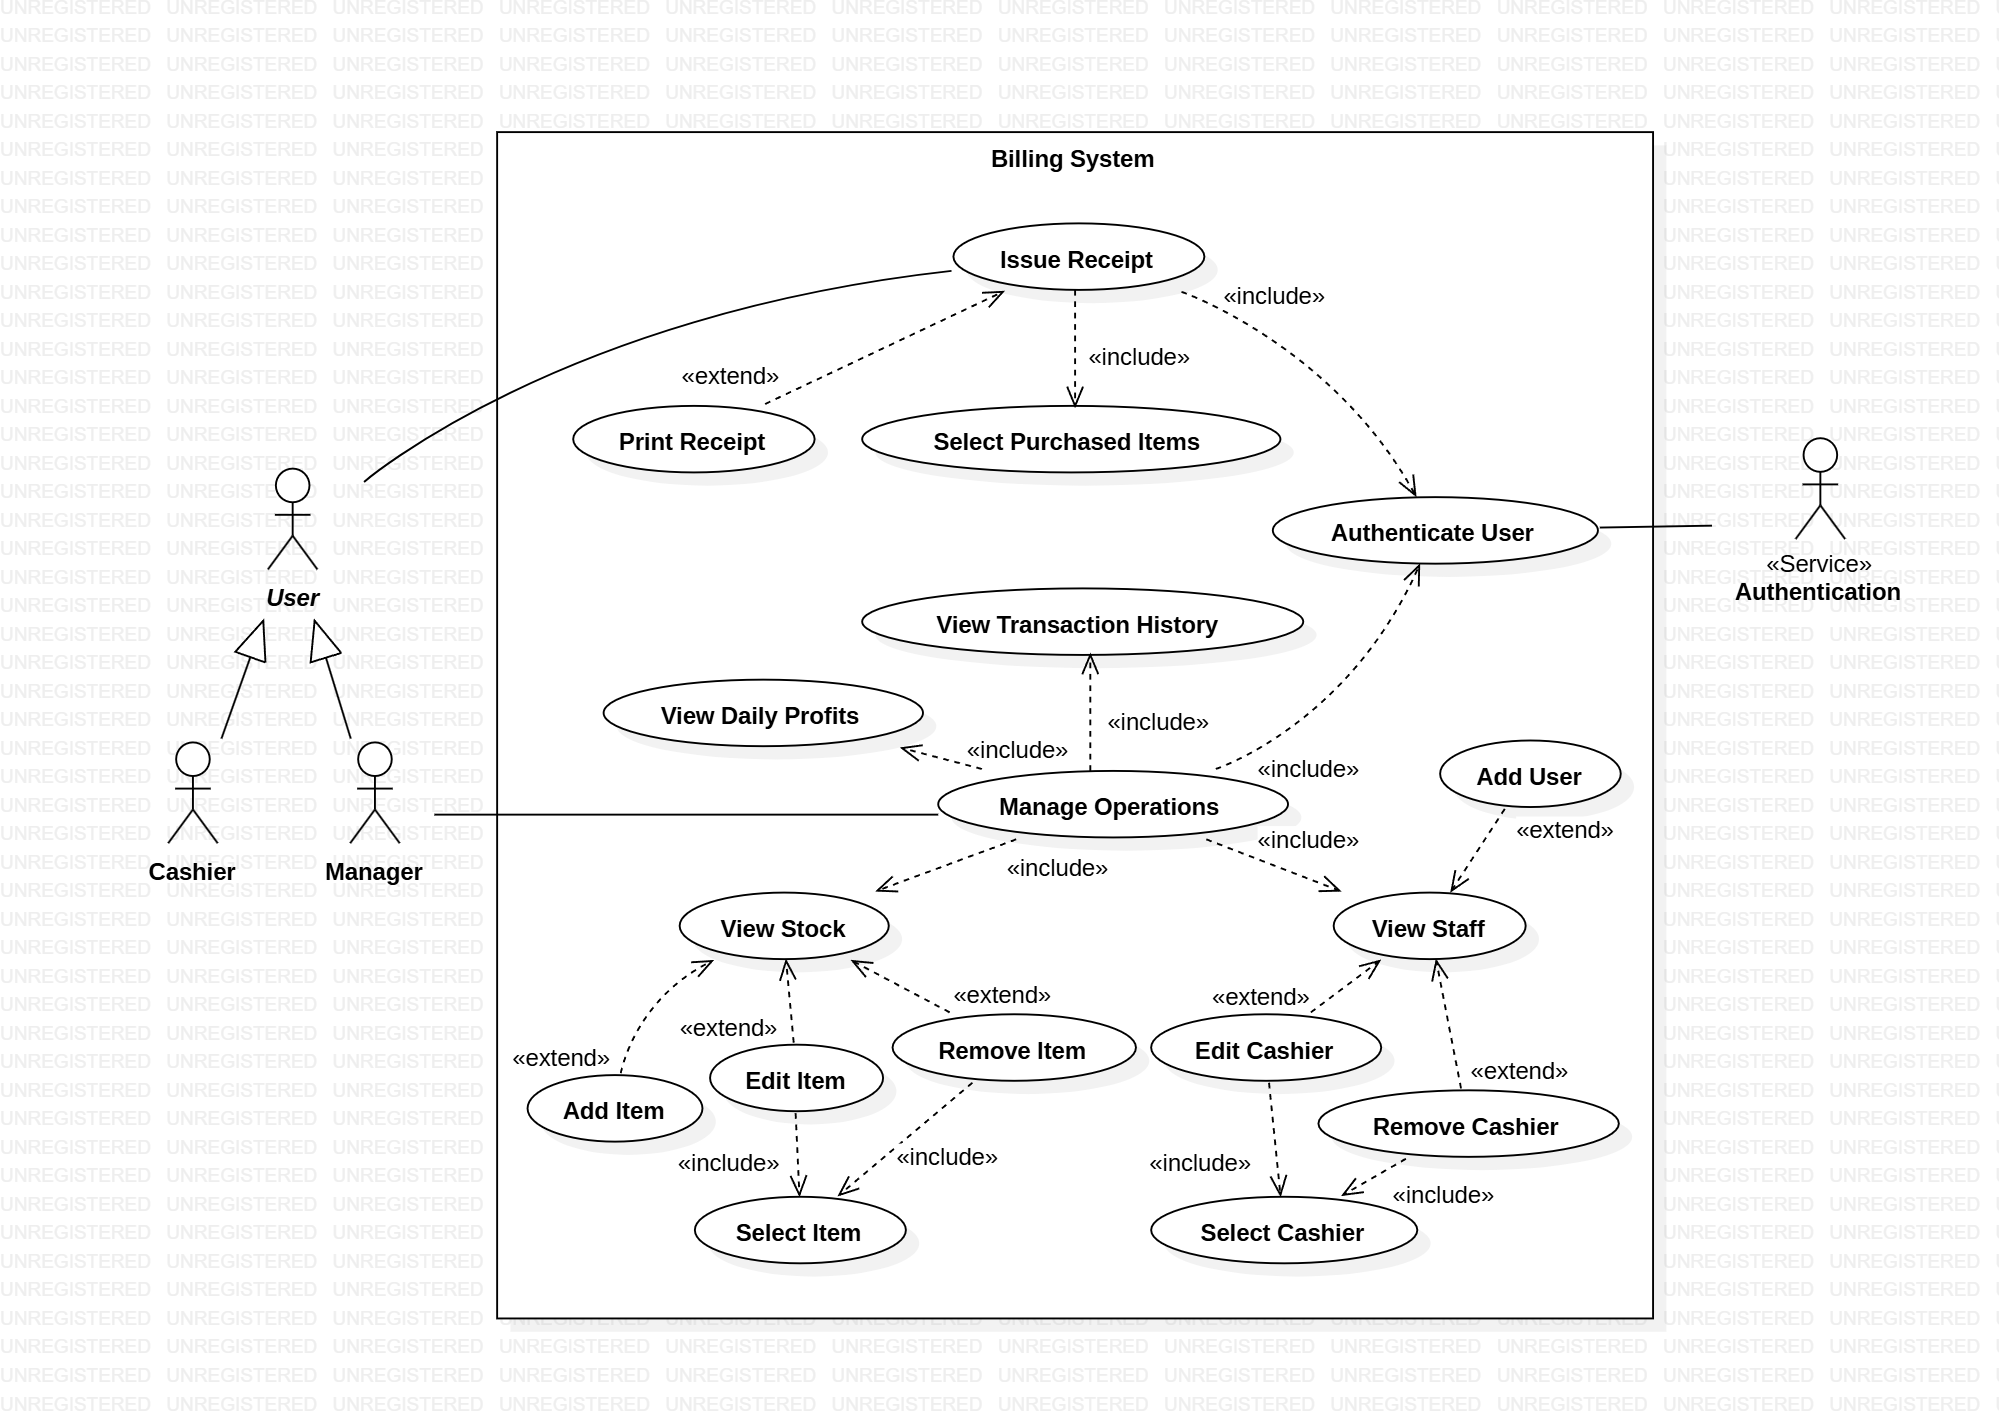 Billing System
Issue Receipt
«include»
«include»
«extend»
Print Receipt
Select Purchased Items
Authenticate User
«Service»
Authentication
User
View Transaction History
View Daily Profits
«include»
«include»
«include»
Add User
Manage Operations
«extend»
«include»
«include»
Cashier
Manager
View Stock
View Staff
«extend»
«extend»
«extend»
«extend»
Remove Item
Edit Cashier
«extend»
Edit Item
Add Item
Remove Cashier
«include»
«include»
«include»
«include»
Select Item
Select Cashier
UNREGISTERED